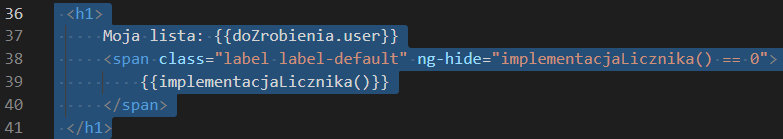 36 <h1>
37 Moja lista: {{doZrobienia.user}}
38 <span class="label label-default" ng-hide="implementacjaLicznika() == 0">
39 {{implementacjaLicznika()}}
40 </span>
41 </h1>